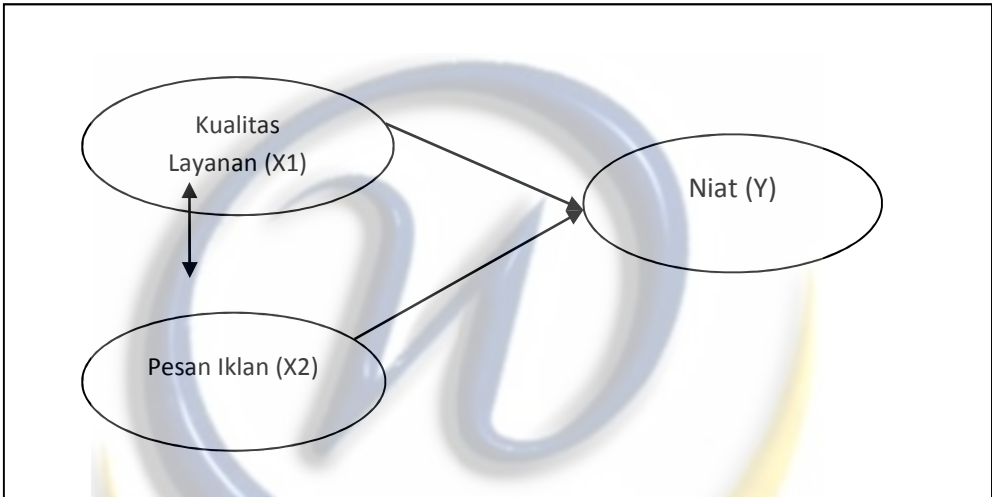 Kualitas
Layanan (X1)
Niat (Y)
Pesan Iklan (X2)